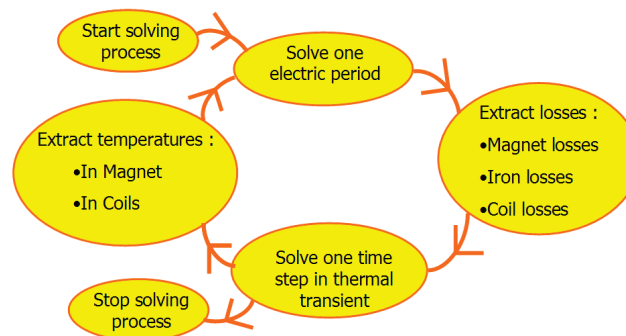 Start solving
process
Solve one
electric period
Extract losses :
•Magnet losses
•Iron losses
•Coil losses
Solve one time
step in thermal
transient
Stop solving
process
Extract temperatures :
•In Magnet
•In Coils